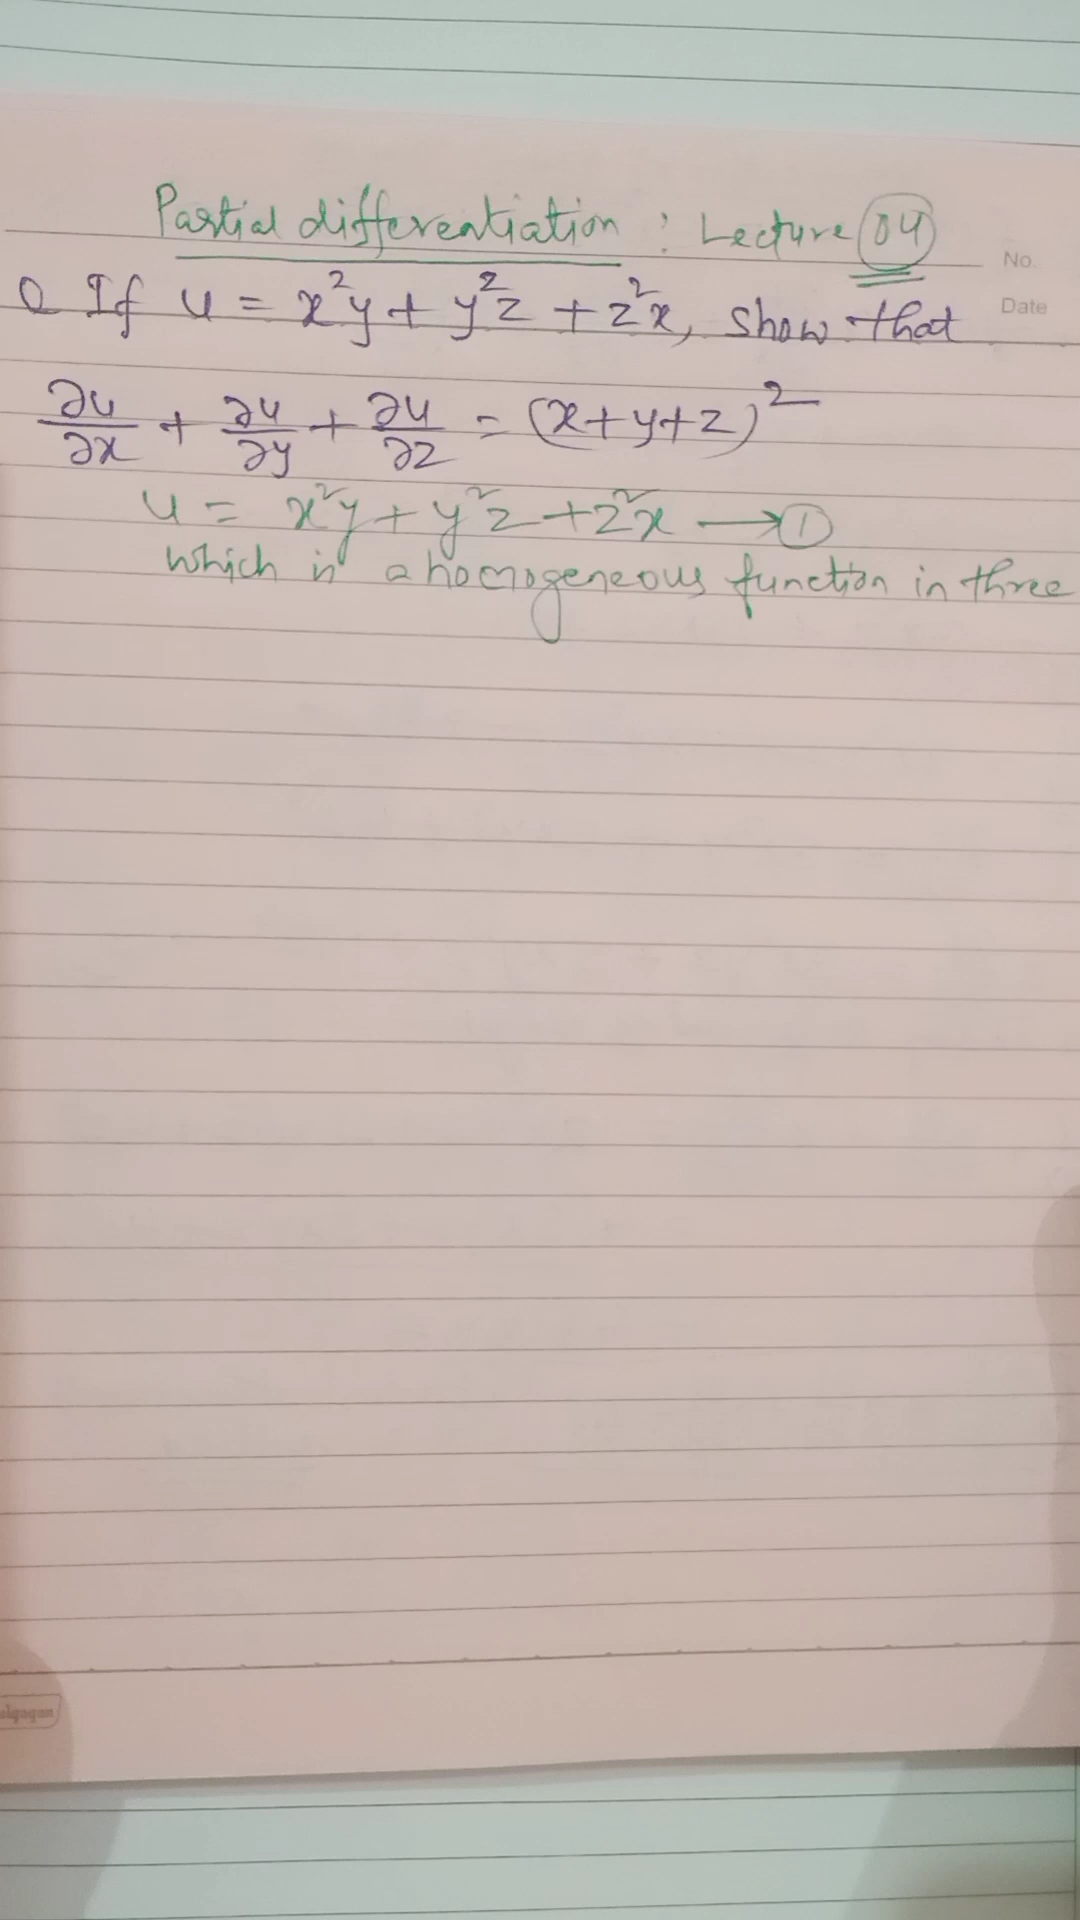 Partial differentiation : Lecture 04
No.
Q If u = x²y + y²z + z²x, show that
Date
∂u/∂x + ∂u/∂y + ∂u/∂z = (x+y+z)²
u = x²y + y²z + z²x → ①
which is a homogeneous function in three